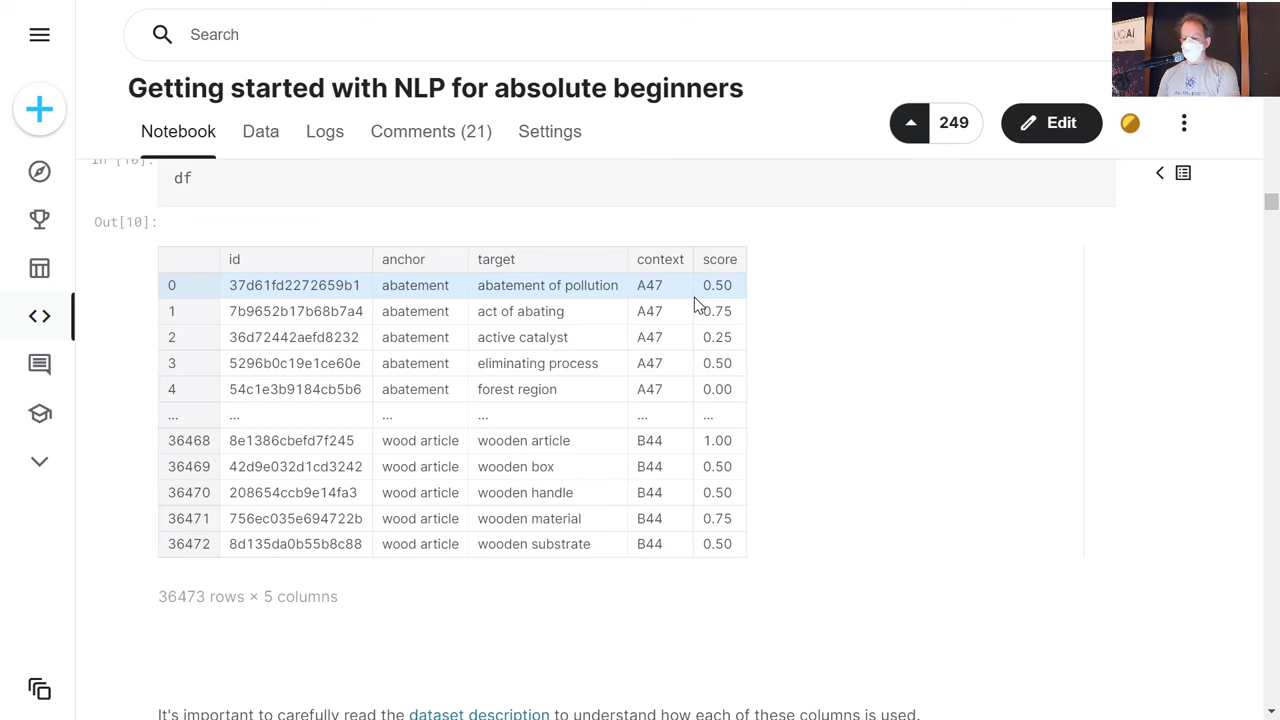 Search
UQAI
Getting started with NLP for absolute beginners
Notebook Data Logs Comments (21) Settings
249 Edit
In [10]:
df
Out[10]:
id anchor target context score
0 37d61fd2272659b1 abatement abatement of pollution A47 0.50
1 7b9652b17b68b7a4 abatement act of abating A47 0.75
2 36d72442aefd8232 abatement active catalyst A47 0.25
3 5296b0c19e1ce60e abatement eliminating process A47 0.50
4 54c1e3b9184cb5b6 abatement forest region A47 0.00
... ... ... ... ... ...
36468 8e1386cbefd7f245 wood article wooden article B44 1.00
36469 42d9e032d1cd3242 wood article wooden box B44 0.50
36470 208654ccb9e14fa3 wood article wooden handle B44 0.50
36471 756ec035e694722b wood article wooden material B44 0.75
36472 8d135da0b55b8c88 wood article wooden substrate B44 0.50
36473 rows × 5 columns
It's important to carefully read the dataset description to understand how each of these columns is used.